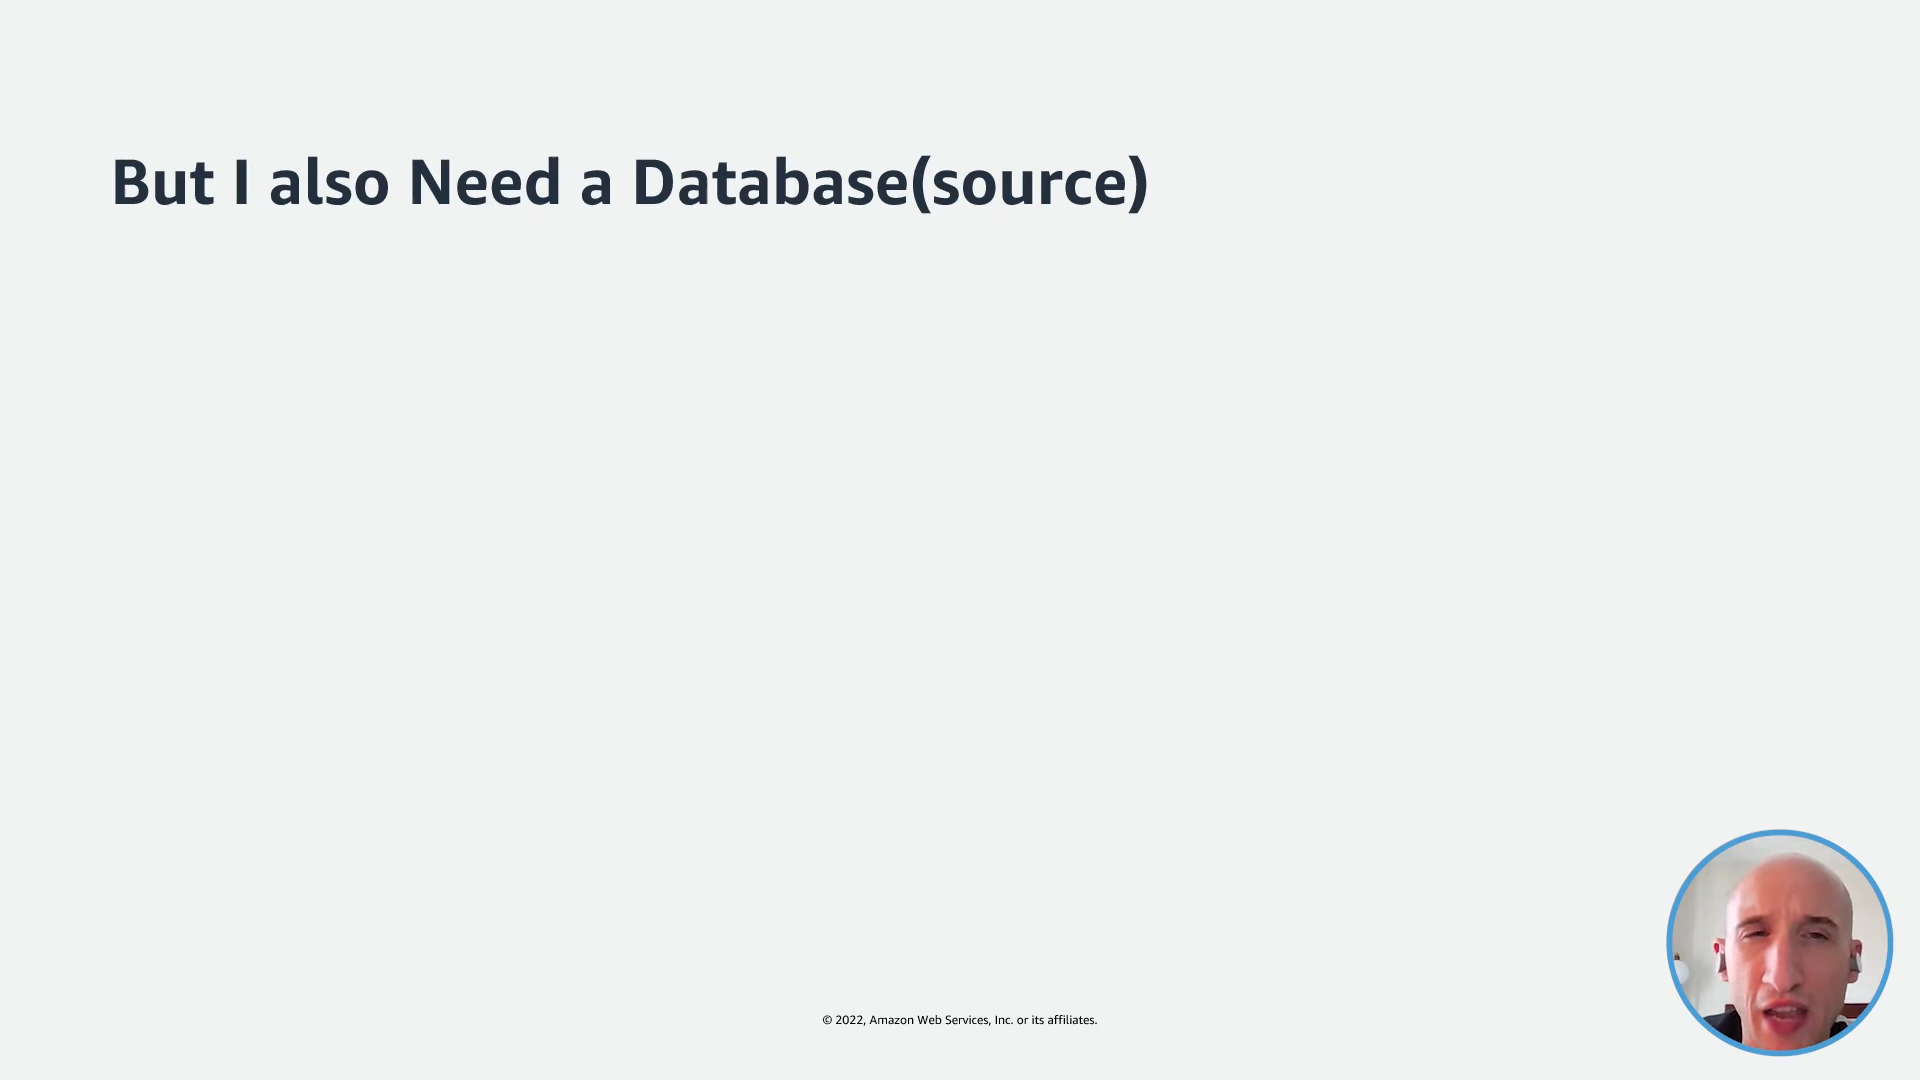 But I also Need a Database(source)
© 2022, Amazon Web Services, Inc. or its affiliates.